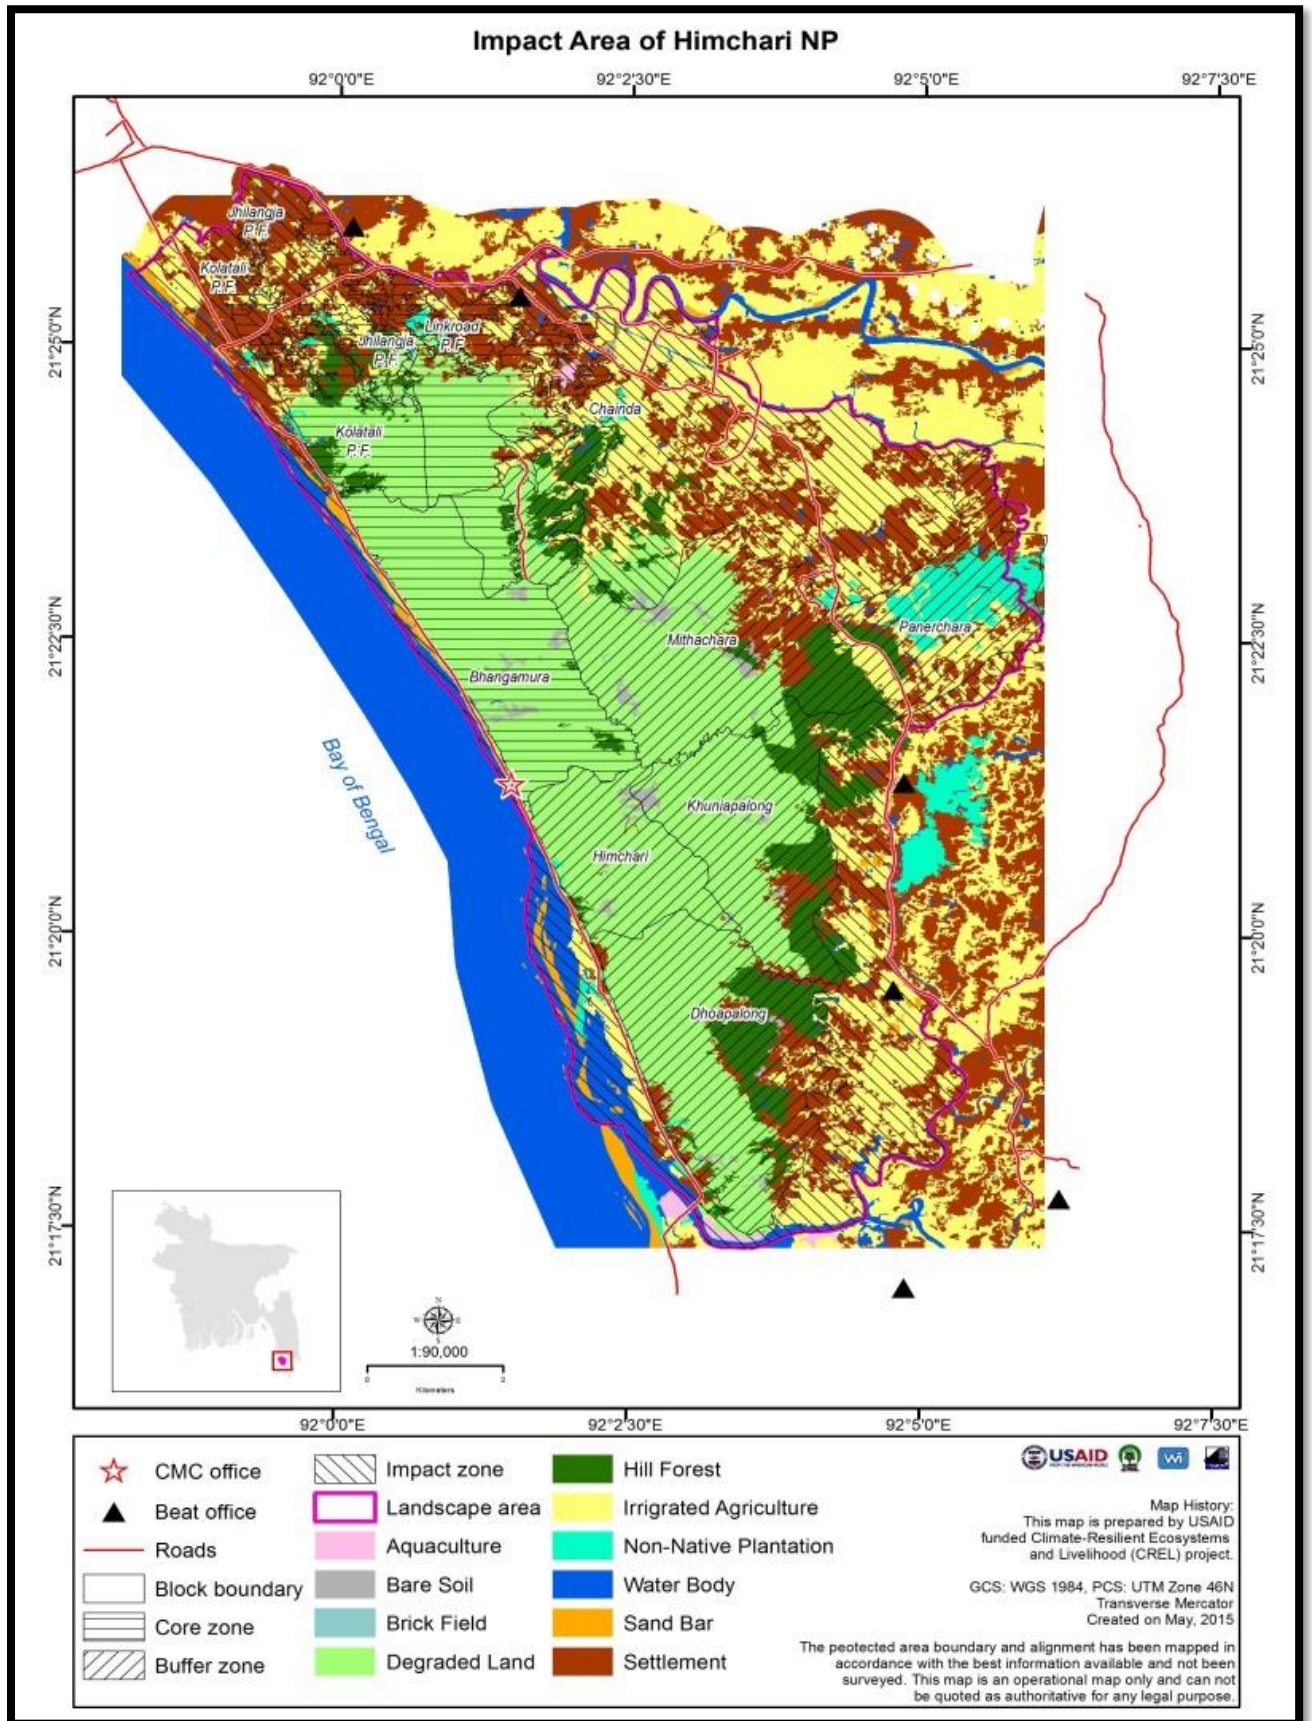 Impact Area of Himchari NP
92°0'0"E
92°2'30"E
92°5'0"E
92°7'30"E
Jhilangja
P.F.
Kolatali
P.F.
Linkroad
P.F.
Jhilangja
P.F.
21°25'0"N
21°25'0"N
Chainda
Kolatali
P.F.
21°22'30"N
21°22'30"N
Panerchara
Mithachara
Bhangamura
Bay of Bengal
Khuniapalong
Himchari
21°20'0"N
21°20'0"N
Dhoapalong
21°17'30"N
21°17'30"N
N
W
E
S
1:90,000
0
2
Kilometers
92°0'0"E
92°2'30"E
92°5'0"E
92°7'30"E
CMC office
Beat office
Roads
Block boundary
Core zone
Buffer zone
Impact zone
Landscape area
Aquaculture
Bare Soil
Brick Field
Degraded Land
Hill Forest
Irrigrated Agriculture
Non-Native Plantation
Water Body
Sand Bar
Settlement
USAID
FROM THE AMERICAN PEOPLE
Wi
Map History:
This map is prepared by USAID
funded Climate-Resilient Ecosystems
and Livelihood (CREL) project.
GCS: WGS 1984, PCS: UTM Zone 46N
Transverse Mercator
Created on May, 2015
The peotected area boundary and alignment has been mapped in
accordance with the best information available and not been
surveyed. This map is an operational map only and can not
be quoted as authoritative for any legal purpose.